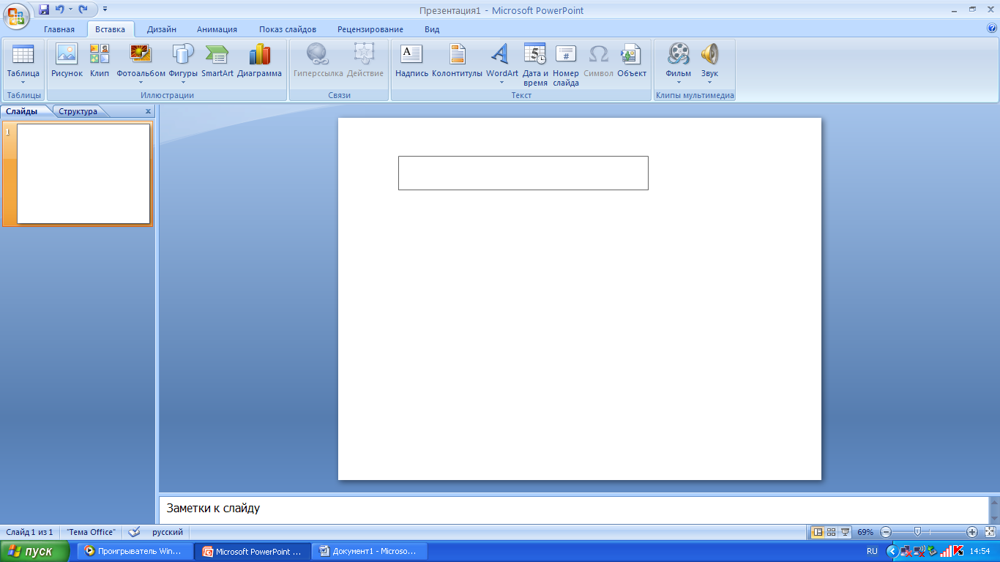 Презентация1 - Microsoft PowerPoint
Главная Вставка Дизайн Анимация Показ слайдов Рецензирование Вид
Таблица Рисунок Клип Фотоальбом Фигуры SmartArt Диаграмма Гиперссылка Действие Надпись Колонтитулы WordArt Дата и время Номер слайда Символ Объект Фильм Звук
Таблицы Иллюстрации Связи Текст Клипы мультимедиа
Слайды Структура x
1
Заметки к слайду
Слайд 1 из 1 "Тема Office" русский 69%
пуск Проигрыватель Win... Microsoft PowerPoint ... Документ1 - Microso... RU 14:54